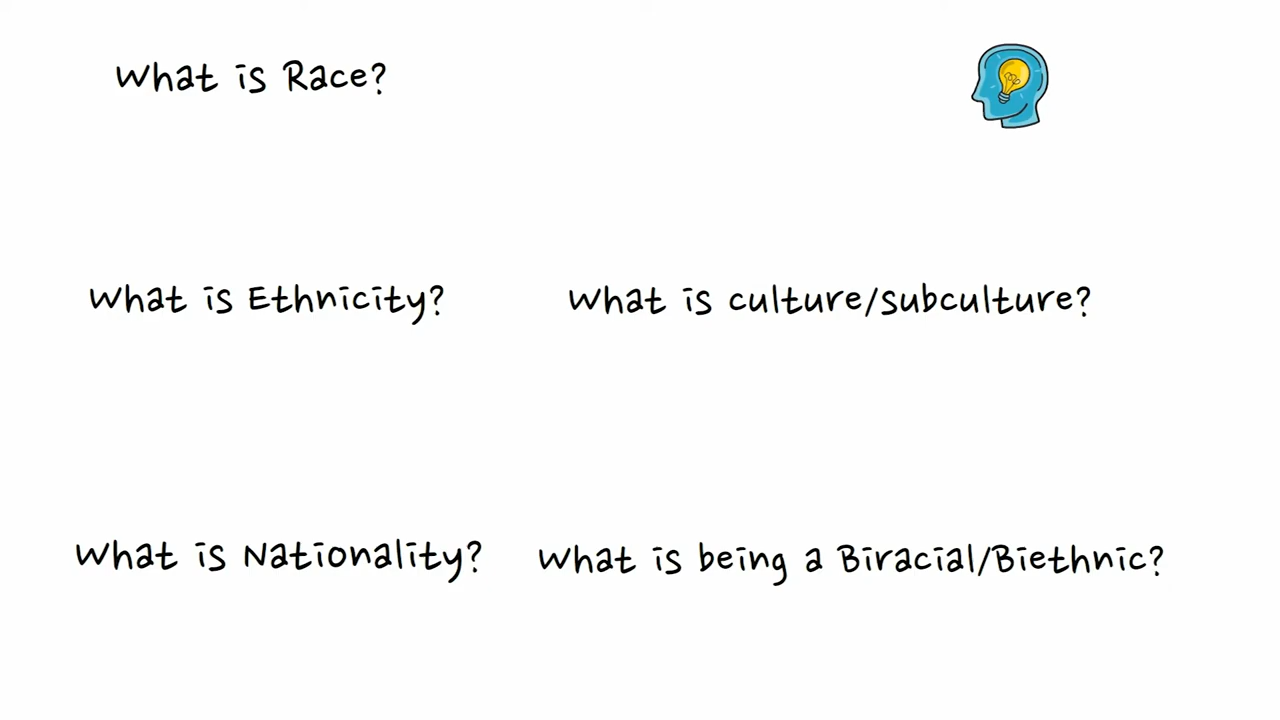 What is Race?
What is Ethnicity?
What is culture/subculture?
What is Nationality?
What is being a Biracial/Biethnic?